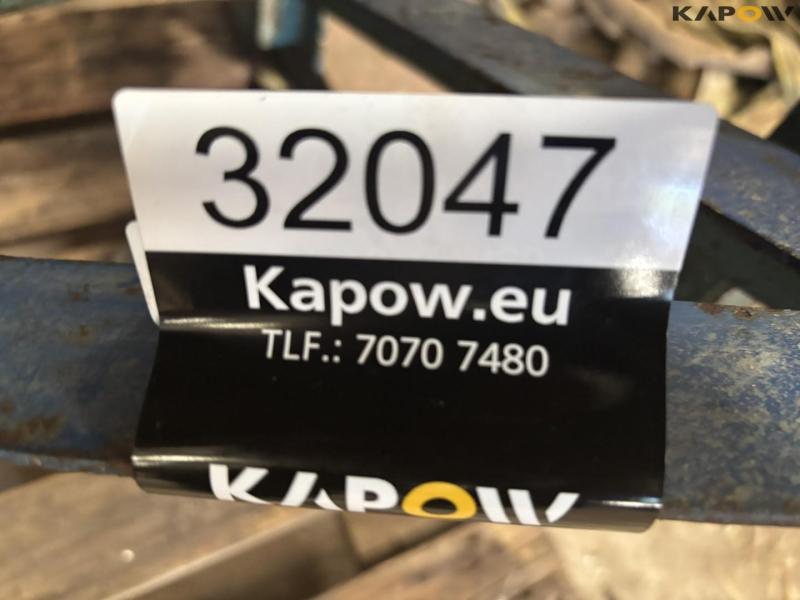 KAPOW
32047
Kapow.eu
TLF.: 7070 7480
KAPOW